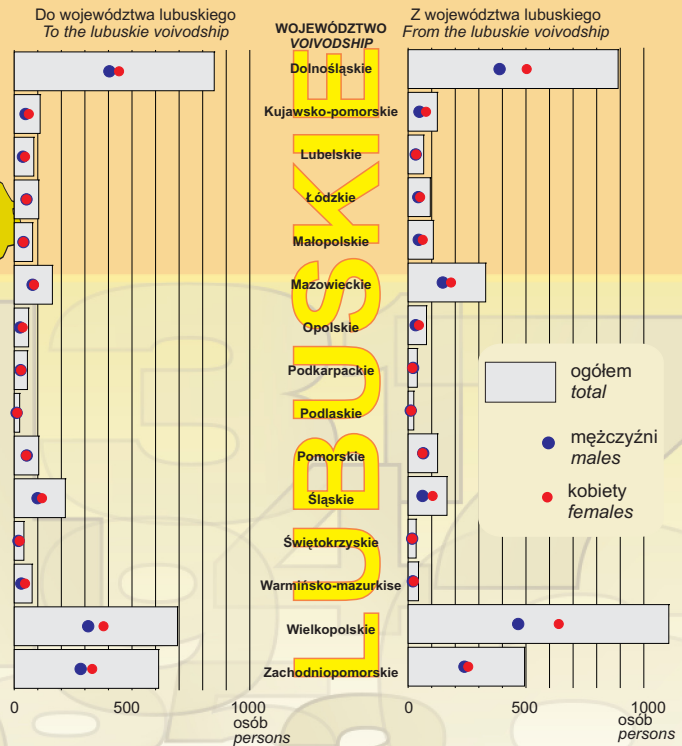 Do województwa lubuskiego
To the lubuskie voivodship
WOJEWÓDZTWO
VOIVODSHIP
Z województwa lubuskiego
From the lubuskie voivodship
LUBUSKIE
Dolnośląskie
Kujawsko-pomorskie
Lubelskie
Łódzkie
Małopolskie
Mazowieckie
Opolskie
Podkarpackie
Podlaskie
Pomorskie
Śląskie
Świętokrzyskie
Warmińsko-mazurkise
Wielkopolskie
Zachodniopomorskie
ogółem
total
mężczyźni
males
kobiety
females
0 500 1000
osób
persons
0 500 1000
osób
persons